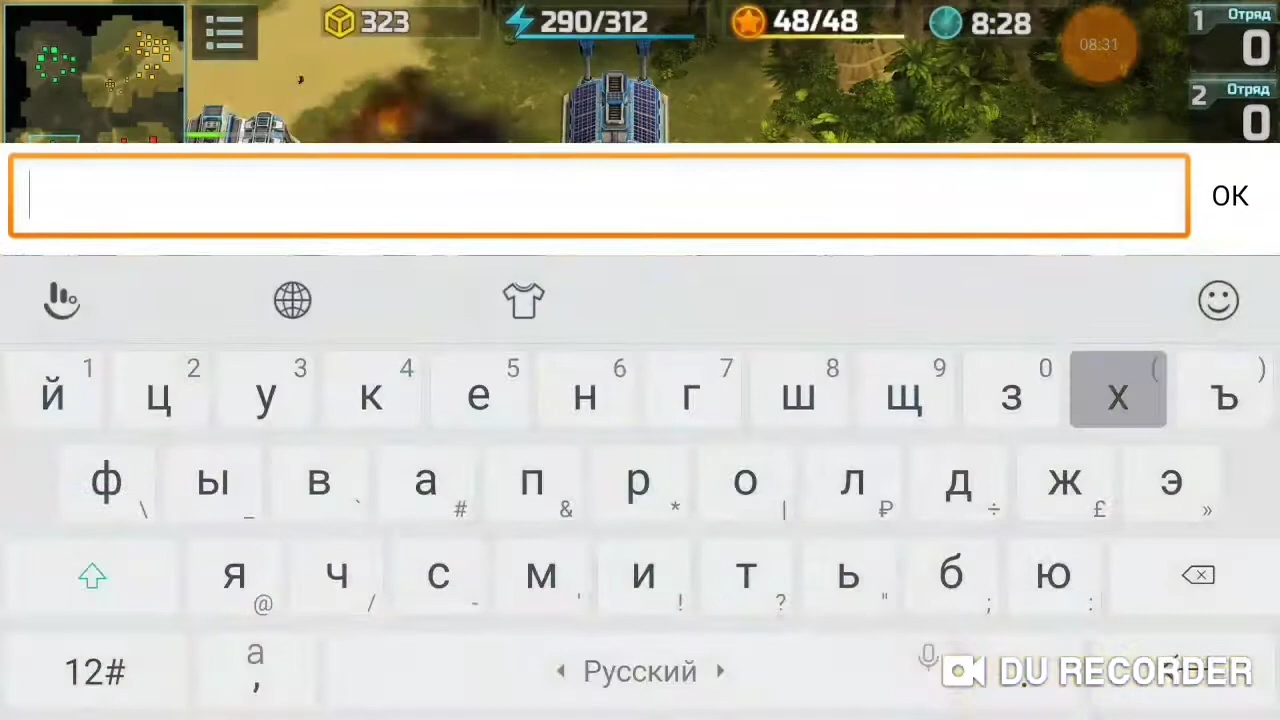 323
290/312
48/48
8:28
08:31
1 Отряд
0
2 Отряд
0
OK
й 1 ц 2 у 3 к 4 е 5 н 6 г 7 ш 8 щ 9 з 0 х ( ъ )
ф \ ы _ в ` а # п & р * о | л ₽ д ÷ ж £ э »
я @ ч / с - м ' и ! т ? ь " б ; ю :
12# а , Русский .
DU RECORDER